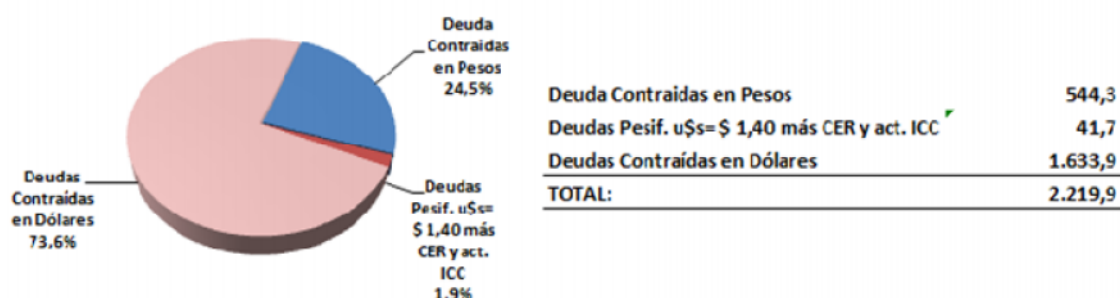 Deuda
Contraidas
en Pesos
24,5%
Deudas
Contraídas
en Dólares
73,6%
Deudas
Pesif. u$s=
$ 1,40 más
CER y act.
ICC
1,9%
Deuda Contraidas en Pesos 544,3
Deudas Pesif. u$s= $ 1,40 más CER y act. ICC 41,7
Deudas Contraídas en Dólares 1.633,9
TOTAL: 2.219,9